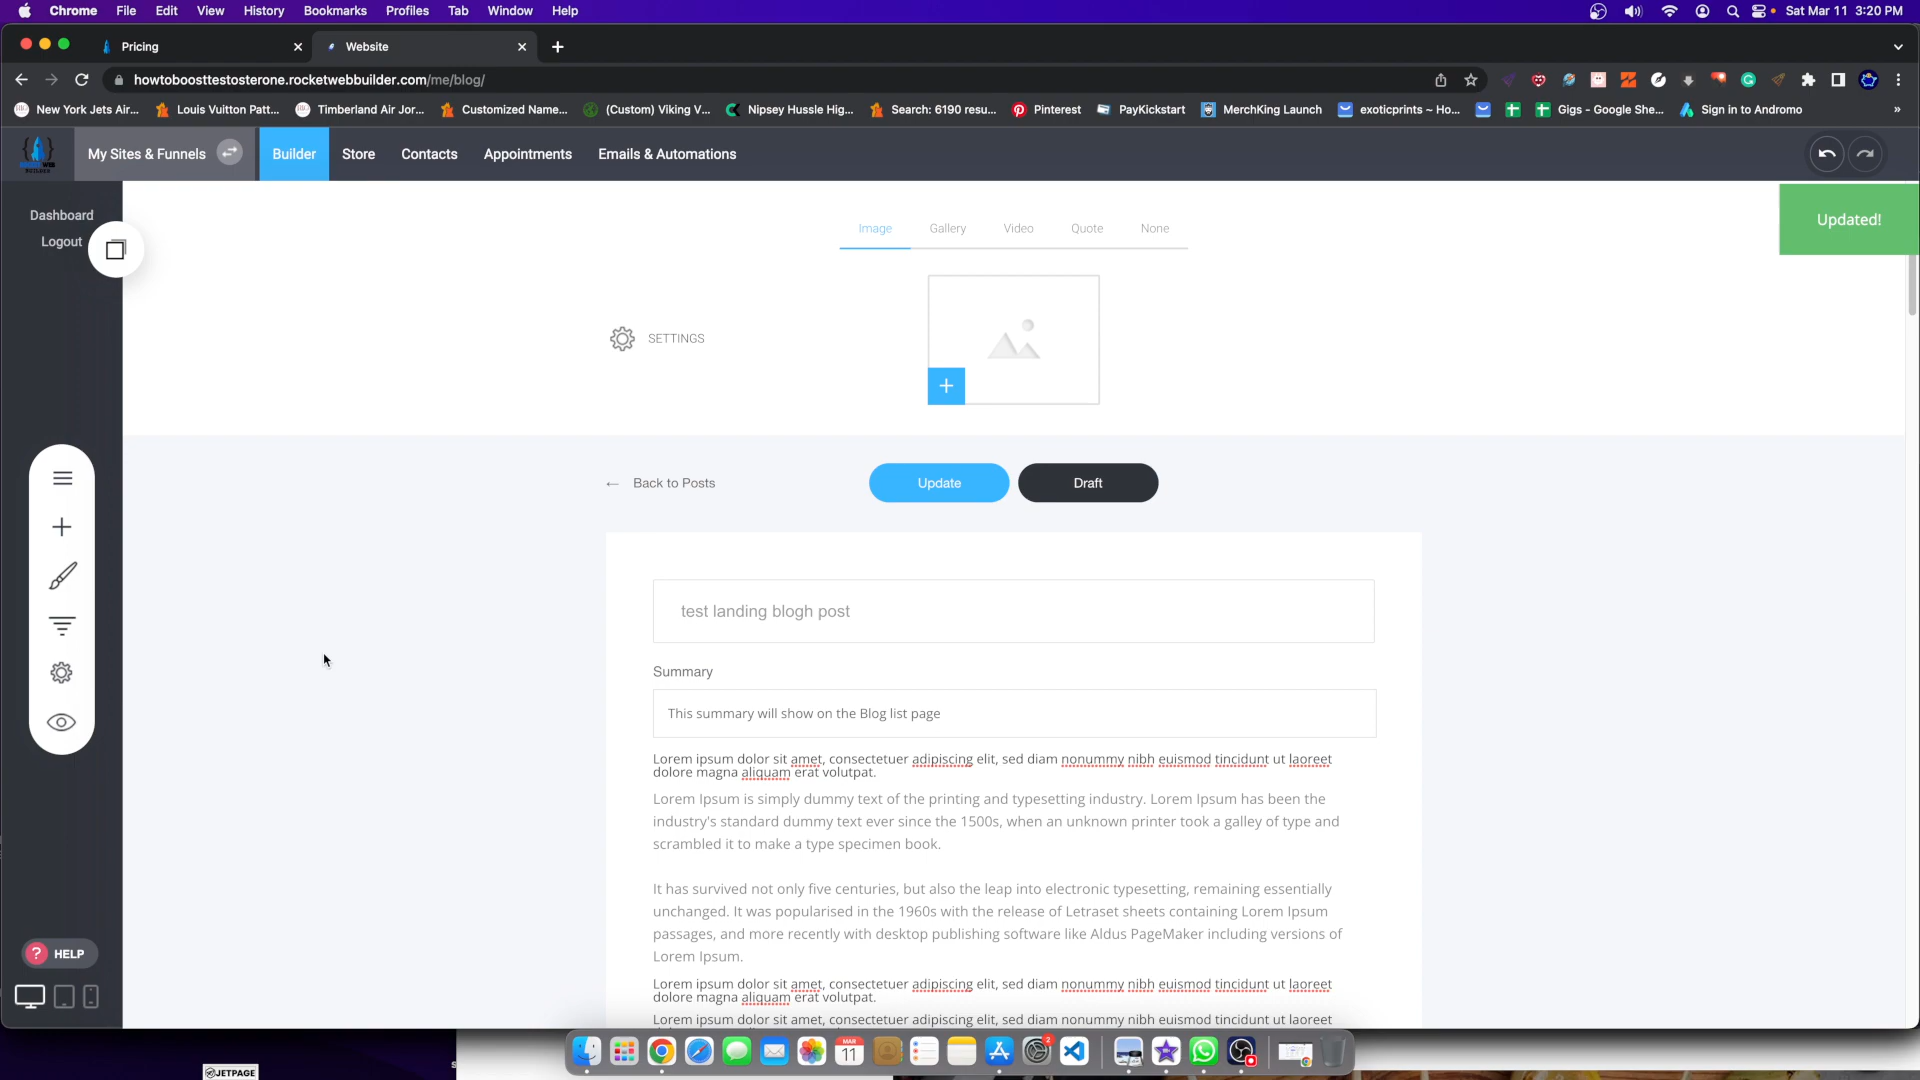 Chrome File Edit View History Bookmarks Profiles Tab Window Help
Sat Mar 11 3:20 PM
Pricing
Website
howtoboosttestosterone.rocketwebbuilder.com/me/blog/
New York Jets Air...
Louis Vuitton Patt...
Timberland Air Jor...
Customized Name...
(Custom) Viking V...
Nipsey Hussle Hig...
Search: 6190 resu...
Pinterest
PayKickstart
MerchKing Launch
exoticprints ~ Ho...
Gigs - Google She...
Sign in to Andromo
»
My Sites & Funnels
Builder
Store
Contacts
Appointments
Emails & Automations
Dashboard
Logout
Updated!
Image
Gallery
Video
Quote
None
SETTINGS
← Back to Posts
Update
Draft
test landing blogh post
Summary
This summary will show on the Blog list page
Lorem ipsum dolor sit amet, consectetuer adipiscing elit, sed diam nonummy nibh euismod tincidunt ut laoreet
dolore magna aliquam erat volutpat.
Lorem Ipsum is simply dummy text of the printing and typesetting industry. Lorem Ipsum has been the
industry's standard dummy text ever since the 1500s, when an unknown printer took a galley of type and
scrambled it to make a type specimen book.
It has survived not only five centuries, but also the leap into electronic typesetting, remaining essentially
unchanged. It was popularised in the 1960s with the release of Letraset sheets containing Lorem Ipsum
passages, and more recently with desktop publishing software like Aldus PageMaker including versions of
Lorem Ipsum.
Lorem ipsum dolor sit amet, consectetuer adipiscing elit, sed diam nonummy nibh euismod tincidunt ut laoreet
dolore magna aliquam erat volutpat.
Lorem ipsum dolor sit amet, consectetuer adipiscing elit, sed diam nonummy nibh euismod tincidunt ut laoreet
? HELP
MAR
11
2
JETPAGE